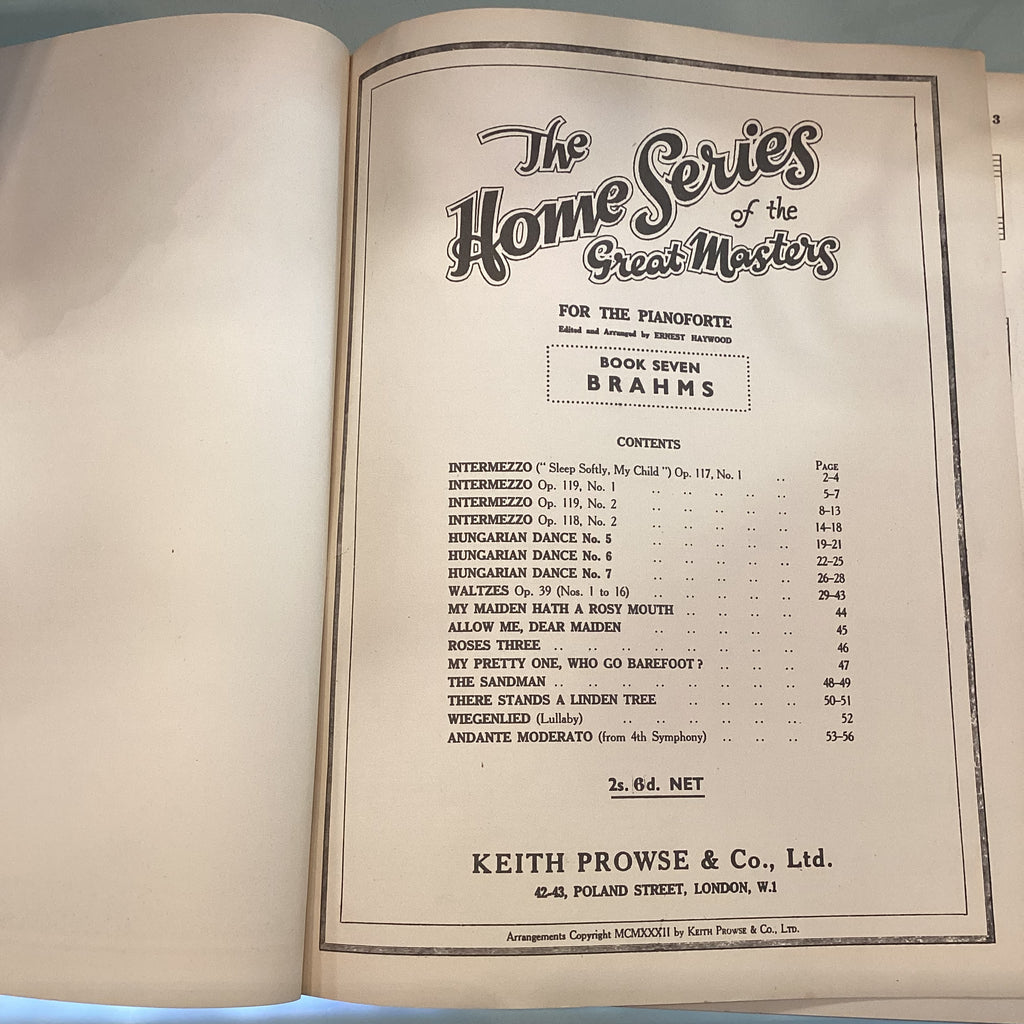 The
Home Series
of the
Great Masters
FOR THE PIANOFORTE
Edited and Arranged by ERNEST HAYWOOD
BOOK SEVEN
BRAHMS
CONTENTS
PAGE
INTERMEZZO (“ Sleep Softly, My Child ”) Op. 117, No. 1 .. 2–4
INTERMEZZO Op. 119, No. 1 .. .. .. .. .. 5–7
INTERMEZZO Op. 119, No. 2 .. .. .. .. .. 8–13
INTERMEZZO Op. 118, No. 2 .. .. .. .. .. 14–18
HUNGARIAN DANCE No. 5 .. .. .. .. .. 19–21
HUNGARIAN DANCE No. 6 .. .. .. .. .. 22–25
HUNGARIAN DANCE No. 7 .. .. .. .. .. 26–28
WALTZES Op. 39 (Nos. 1 to 16) .. .. .. .. .. 29–43
MY MAIDEN HATH A ROSY MOUTH .. .. .. .. 44
ALLOW ME, DEAR MAIDEN .. .. .. .. .. 45
ROSES THREE .. .. .. .. .. .. .. .. 46
MY PRETTY ONE, WHO GO BAREFOOT ? .. .. .. 47
THE SANDMAN .. .. .. .. .. .. .. .. 48–49
THERE STANDS A LINDEN TREE .. .. .. .. 50–51
WIEGENLIED (Lullaby) .. .. .. .. .. .. 52
ANDANTE MODERATO (from 4th Symphony) .. .. .. 53–56
2s. 6d. NET
KEITH PROWSE & Co., Ltd.
42-43, POLAND STREET, LONDON, W.1
Arrangements Copyright MCMXXXII by KEITH PROWSE & CO., LTD.
3